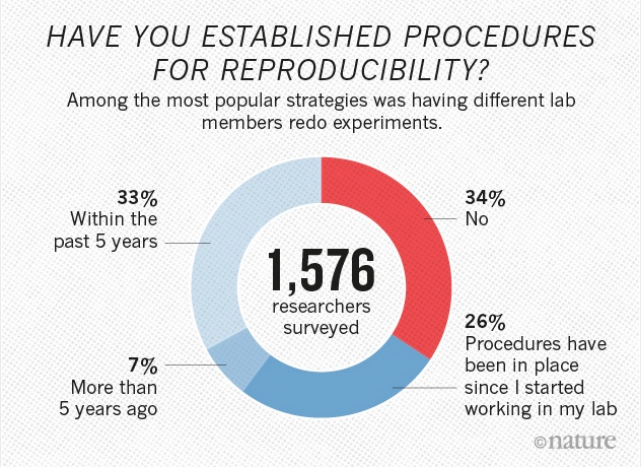 HAVE YOU ESTABLISHED PROCEDURES
FOR REPRODUCIBILITY?
Among the most popular strategies was having different lab
members redo experiments.
33%
Within the
past 5 years
34%
No
1,576
researchers
surveyed
7%
More than
5 years ago
26%
Procedures have
been in place
since I started
working in my lab
©nature